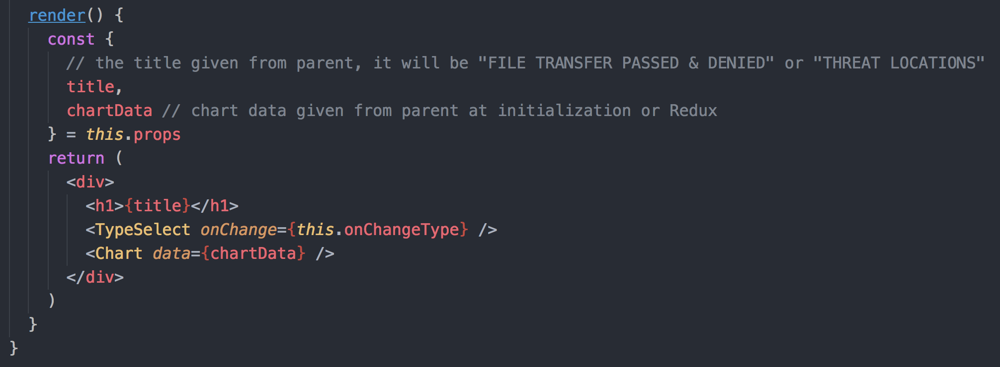 render() {
const {
// the title given from parent, it will be "FILE TRANSFER PASSED & DENIED" or "THREAT LOCATIONS"
title,
chartData // chart data given from parent at initialization or Redux
} = this.props
return (
<div>
<h1>{title}</h1>
<TypeSelect onChange={this.onChangeType} />
<Chart data={chartData} />
</div>
)
}
}